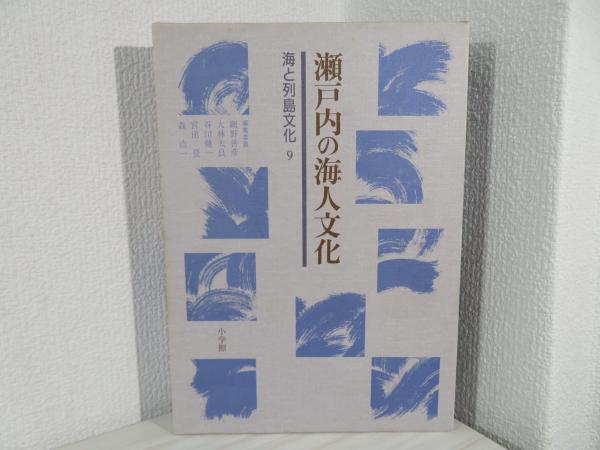 瀬戸内の海人文化
海と列島文化 9
編集委員
網野善彦
大林太良
谷川健一
宮田 登
森 浩一
小学館